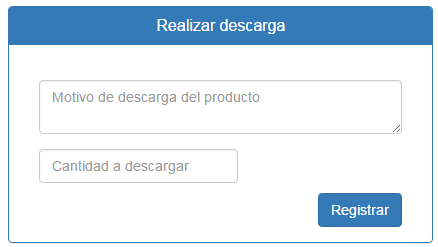 Realizar descarga
Motivo de descarga del producto
Cantidad a descargar
Registrar